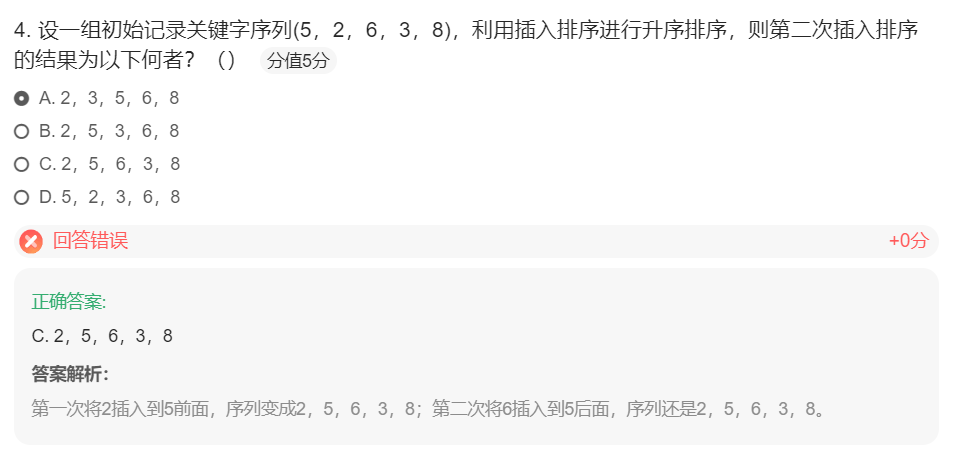 4. 设一组初始记录关键字序列(5，2，6，3，8)，利用插入排序进行升序排序，则第二次插入排序
的结果为以下何者？（） 分值5分
A. 2，3，5，6，8
B. 2，5，3，6，8
C. 2，5，6，3，8
D. 5，2，3，6，8
回答错误 +0分
正确答案:
C. 2，5，6，3，8
答案解析：
第一次将2插入到5前面，序列变成2，5，6，3，8；第二次将6插入到5后面，序列还是2，5，6，3，8。